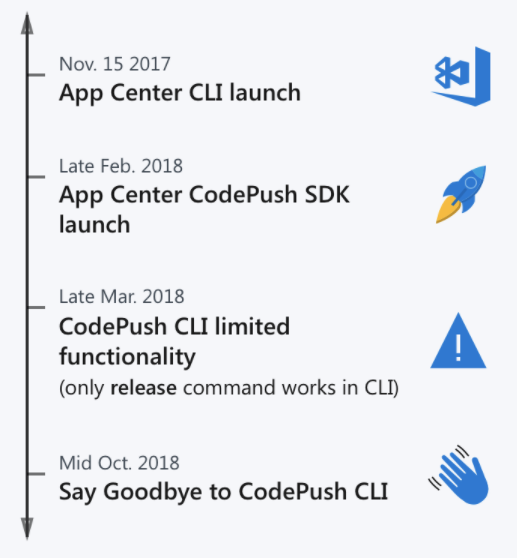 Nov. 15 2017
App Center CLI launch
Late Feb. 2018
App Center CodePush SDK
launch
Late Mar. 2018
CodePush CLI limited
functionality
(only release command works in CLI)
Mid Oct. 2018
Say Goodbye to CodePush CLI